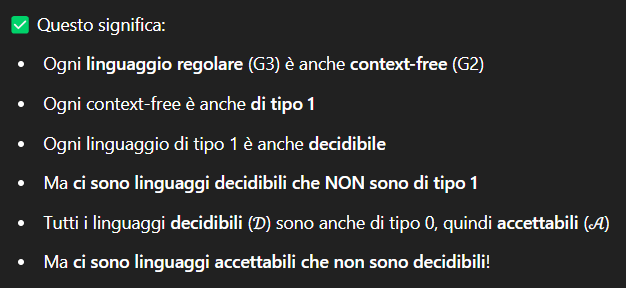 ✅ Questo significa:
• Ogni linguaggio regolare (G3) è anche context-free (G2)
• Ogni context-free è anche di tipo 1
• Ogni linguaggio di tipo 1 è anche decidibile
• Ma ci sono linguaggi decidibili che NON sono di tipo 1
• Tutti i linguaggi decidibili (𝓓) sono anche di tipo 0, quindi accettabili (𝓐)
• Ma ci sono linguaggi accettabili che non sono decidibili!